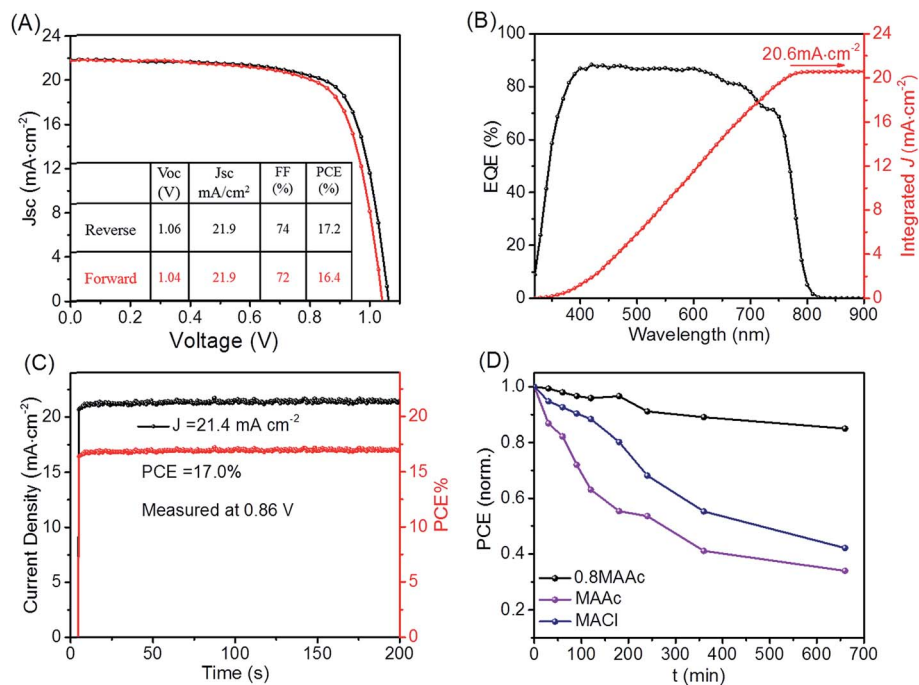 (A)
24
20
16
12
8
4
0
Jsc (mA·cm-2)
0.0 0.2 0.4 0.6 0.8 1.0
Voltage (V)
Voc (V) Jsc mA/cm2 FF (%) PCE (%)
Reverse 1.06 21.9 74 17.2
Forward 1.04 21.9 72 16.4
(B)
100
80
60
40
20
0
EQE (%)
20.6mA·cm-2
24
20
16
12
8
4
0
Integrated J (mA·cm-2)
400 500 600 700 800 900
Wavelength (nm)
(C)
25
20
15
10
5
0
Current Density (mA·cm-2)
J =21.4 mA cm-2
PCE =17.0%
Measured at 0.86 V
20
15
10
5
0
PCE%
0 50 100 150 200
Time (s)
(D)
1.0
0.8
0.6
0.4
0.2
PCE (norm.)
0.8MAAc
MAAc
MACl
0 100 200 300 400 500 600 700
t (min)